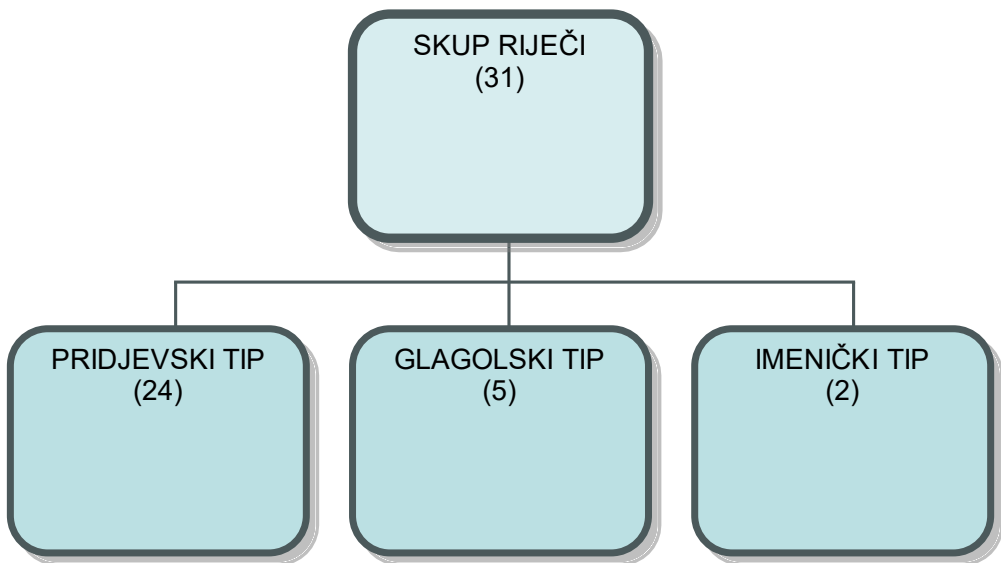 SKUP RIJEČI
(31)
PRIDJEVSKI TIP
(24)
GLAGOLSKI TIP
(5)
IMENIČKI TIP
(2)